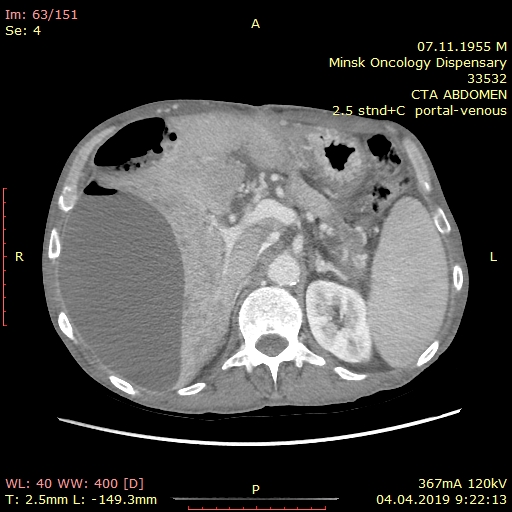 Im: 63/151
Se: 4
A
07.11.1955 M
Minsk Oncology Dispensary
33532
CTA ABDOMEN
2.5 stnd+C portal-venous
R
L
WL: 40 WW: 400 [D]
T: 2.5mm L: -149.3mm
P
367mA 120kV
04.04.2019 9:22:13